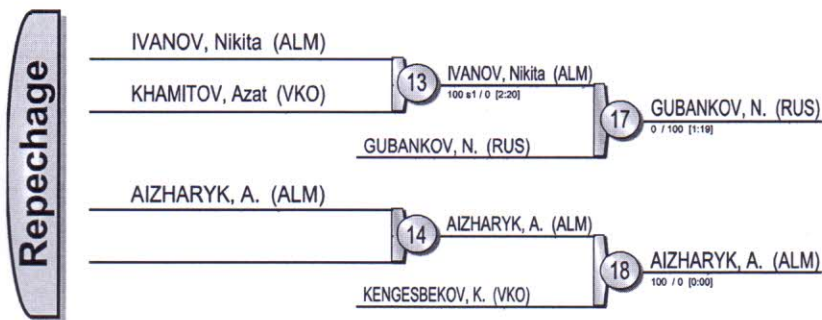 Repechage
IVANOV, Nikita (ALM)
KHAMITOV, Azat (VKO)
13
IVANOV, Nikita (ALM)
100 s1 / 0 [2:20]
GUBANKOV, N. (RUS)
17
GUBANKOV, N. (RUS)
0 / 100 [1:19]
AIZHARYK, A. (ALM)
14
AIZHARYK, A. (ALM)
KENGESBEKOV, K. (VKO)
18
AIZHARYK, A. (ALM)
100 / 0 [0:00]